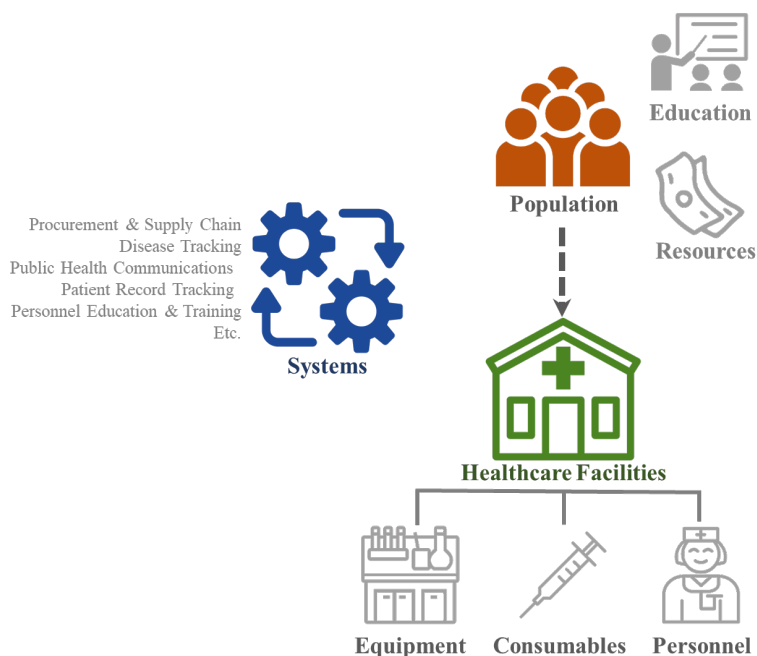 Education
Population
Resources
Procurement & Supply Chain
Disease Tracking
Public Health Communications
Patient Record Tracking
Personnel Education & Training
Etc.
Systems
Healthcare Facilities
Equipment
Consumables
Personnel